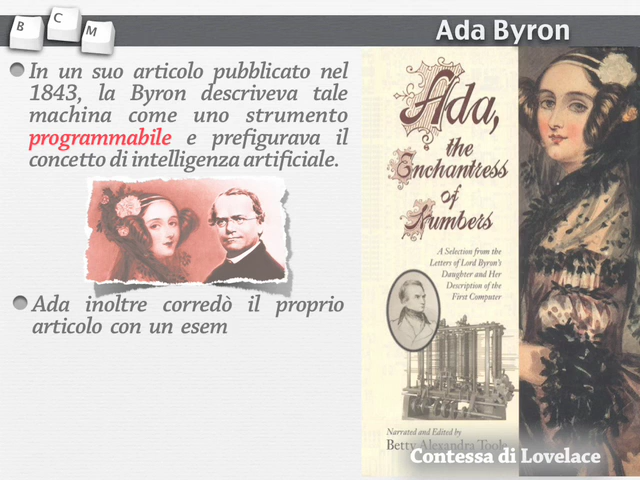 B C M
Ada Byron
In un suo articolo pubblicato nel
1843, la Byron descriveva tale
machina come uno strumento
programmabile e prefigurava il
concetto di intelligenza artificiale.
Ada inoltre corredò il proprio
articolo con un esem
Ada,
the
Enchantress
of
Numbers
A Selection from the
Letters of Lord Byron's
Daughter and Her
Description of the
First Computer
Narrated and Edited by
Betty Alexandra Toole
Contessa di Lovelace